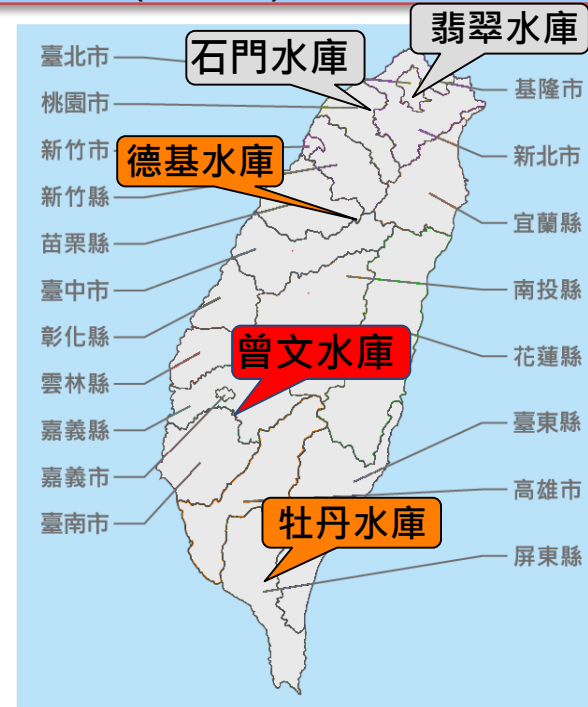 翡翠水庫
石門水庫
德基水庫
曾文水庫
牡丹水庫
臺北市
桃園市
新竹市
新竹縣
苗栗縣
臺中市
彰化縣
雲林縣
嘉義縣
嘉義市
臺南市
基隆市
新北市
宜蘭縣
南投縣
花蓮縣
臺東縣
高雄市
屏東縣